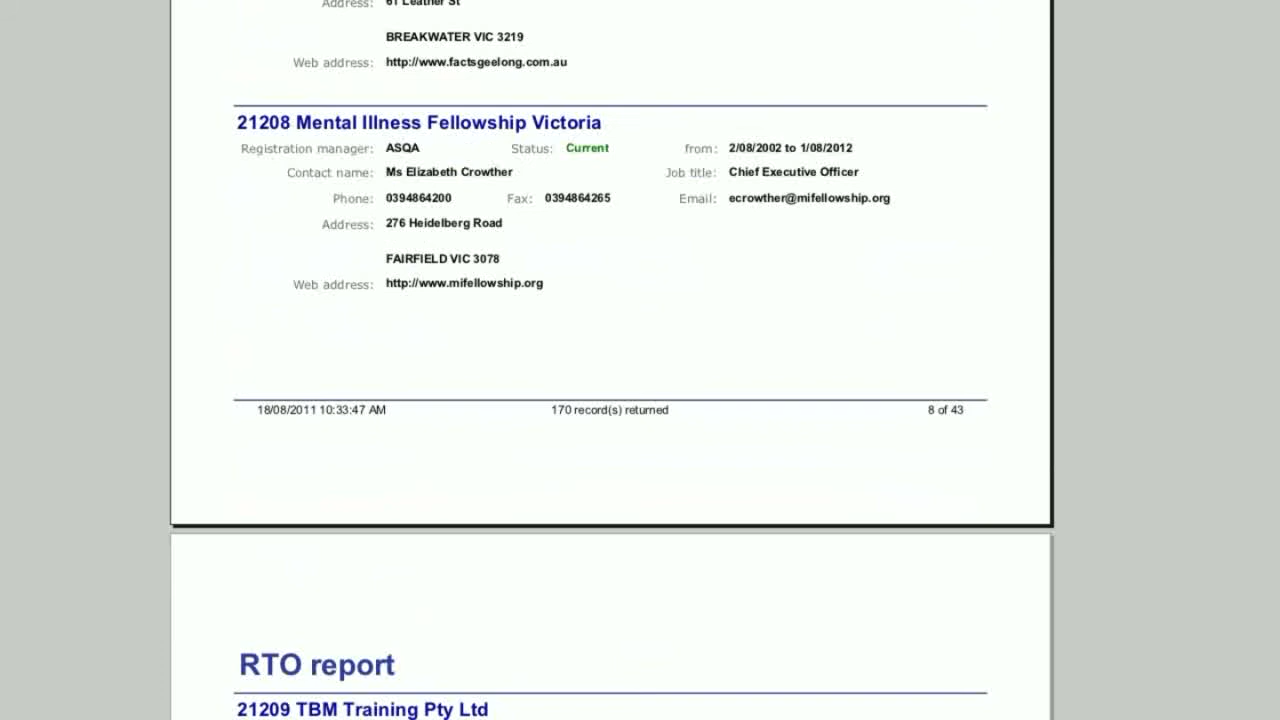 Address: 61 Leather St
BREAKWATER VIC 3219
Web address: http://www.factsgeelong.com.au
21208 Mental Illness Fellowship Victoria
Registration manager: ASQA Status: Current from: 2/08/2002 to 1/08/2012
Contact name: Ms Elizabeth Crowther Job title: Chief Executive Officer
Phone: 0394864200 Fax: 0394864265 Email: ecrowther@mifellowship.org
Address: 276 Heidelberg Road
FAIRFIELD VIC 3078
Web address: http://www.mifellowship.org
18/08/2011 10:33:47 AM 170 record(s) returned 8 of 43
RTO report
21209 TBM Training Pty Ltd